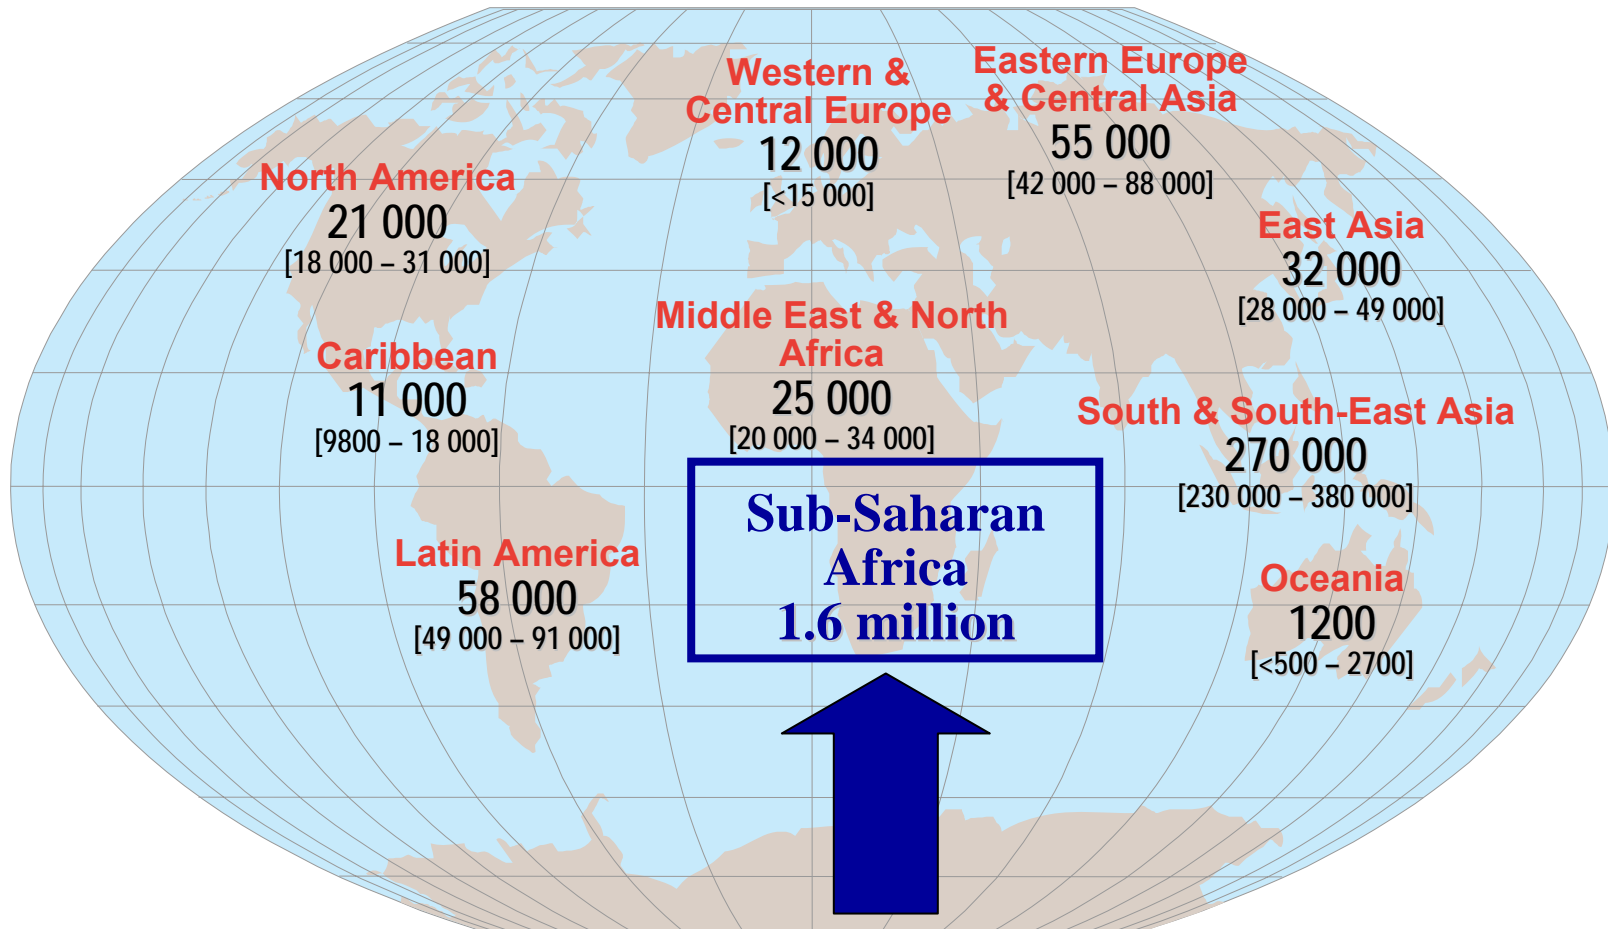 Western &
Central Europe
12 000
[<15 000]
Eastern Europe
& Central Asia
55 000
[42 000 – 88 000]
North America
21 000
[18 000 – 31 000]
East Asia
32 000
[28 000 – 49 000]
Middle East & North
Africa
25 000
[20 000 – 34 000]
Caribbean
11 000
[9800 – 18 000]
South & South-East Asia
270 000
[230 000 – 380 000]
Sub-Saharan
Africa
1.6 million
Latin America
58 000
[49 000 – 91 000]
Oceania
1200
[<500 – 2700]